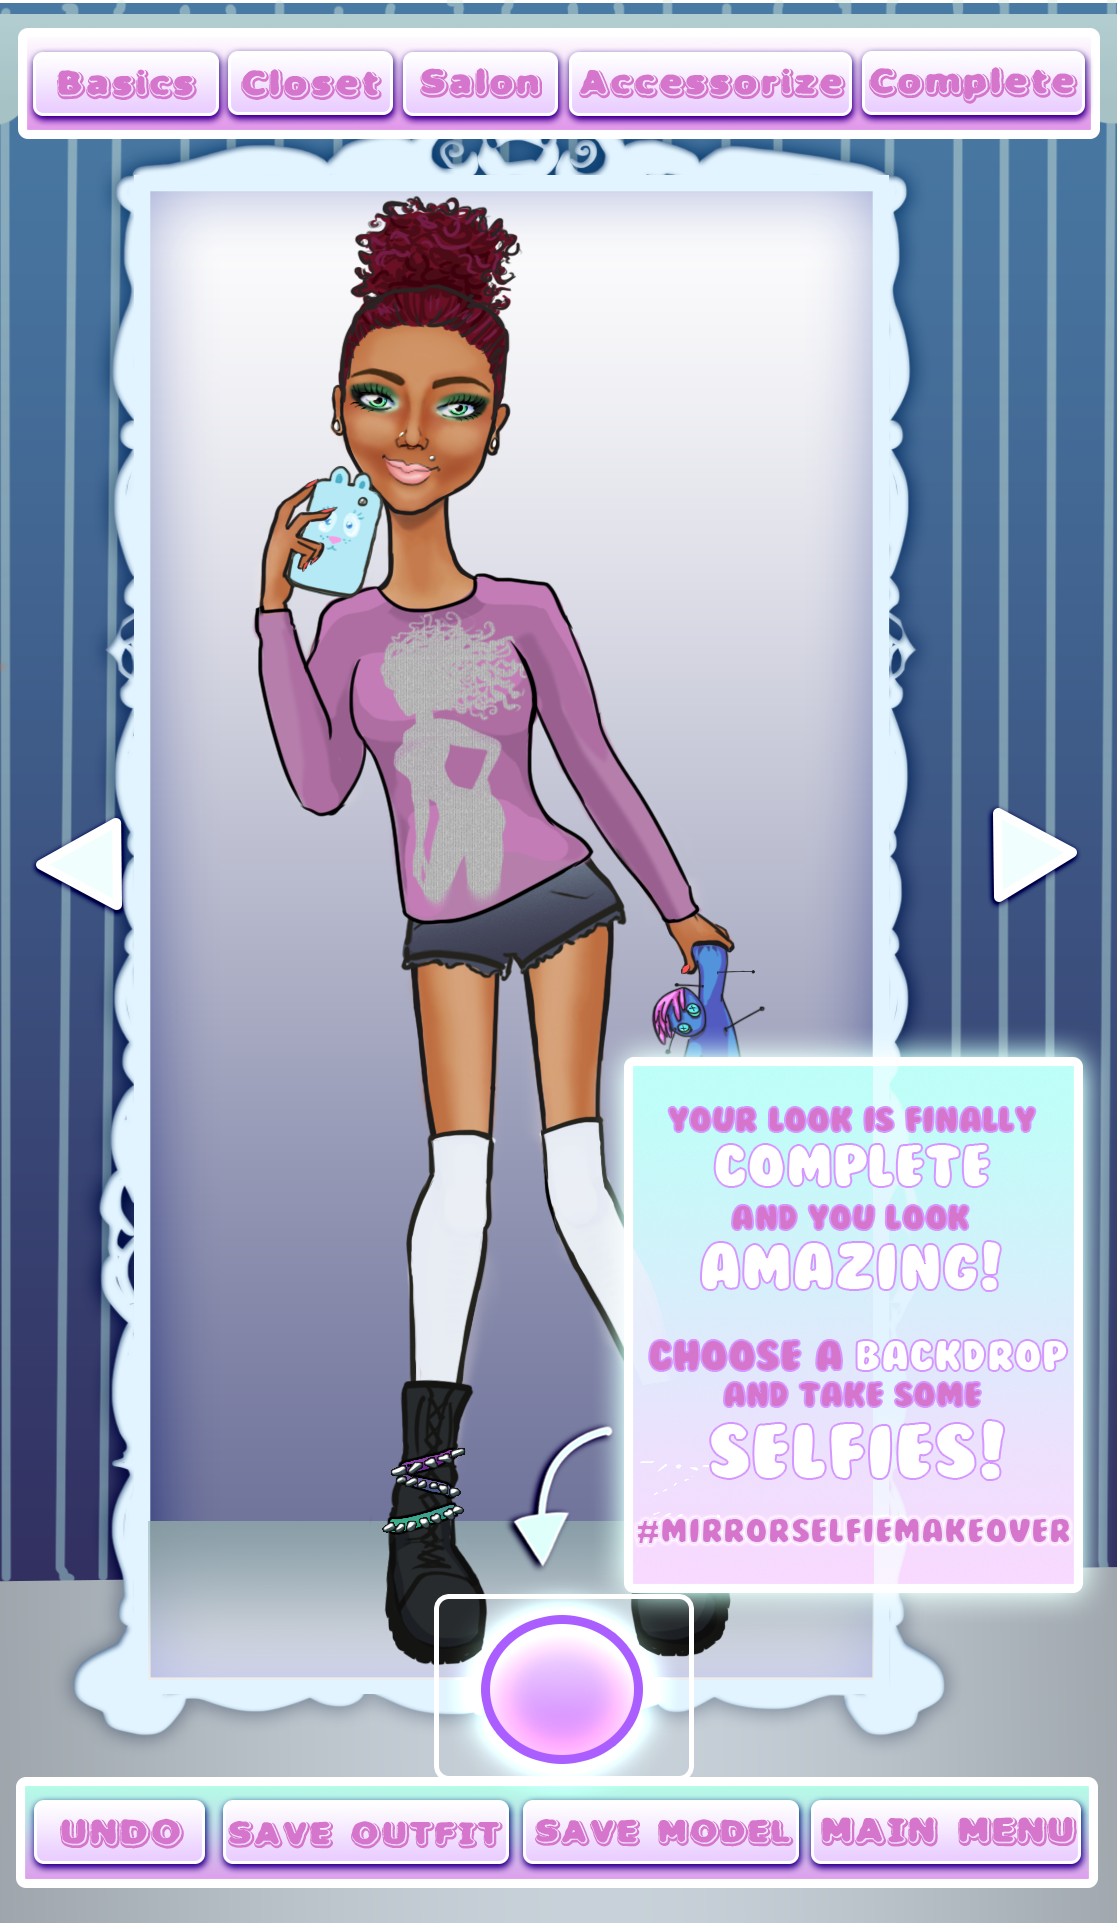 Basics Closet Salon Accessorize Complete
YOUR LOOK IS FINALLY
COMPLETE
AND YOU LOOK
AMAZING!
CHOOSE A BACKDROP
AND TAKE SOME
SELFIES!
#MIRRORSELFIEMAKEOVER
UNDO SAVE OUTFIT SAVE MODEL MAIN MENU